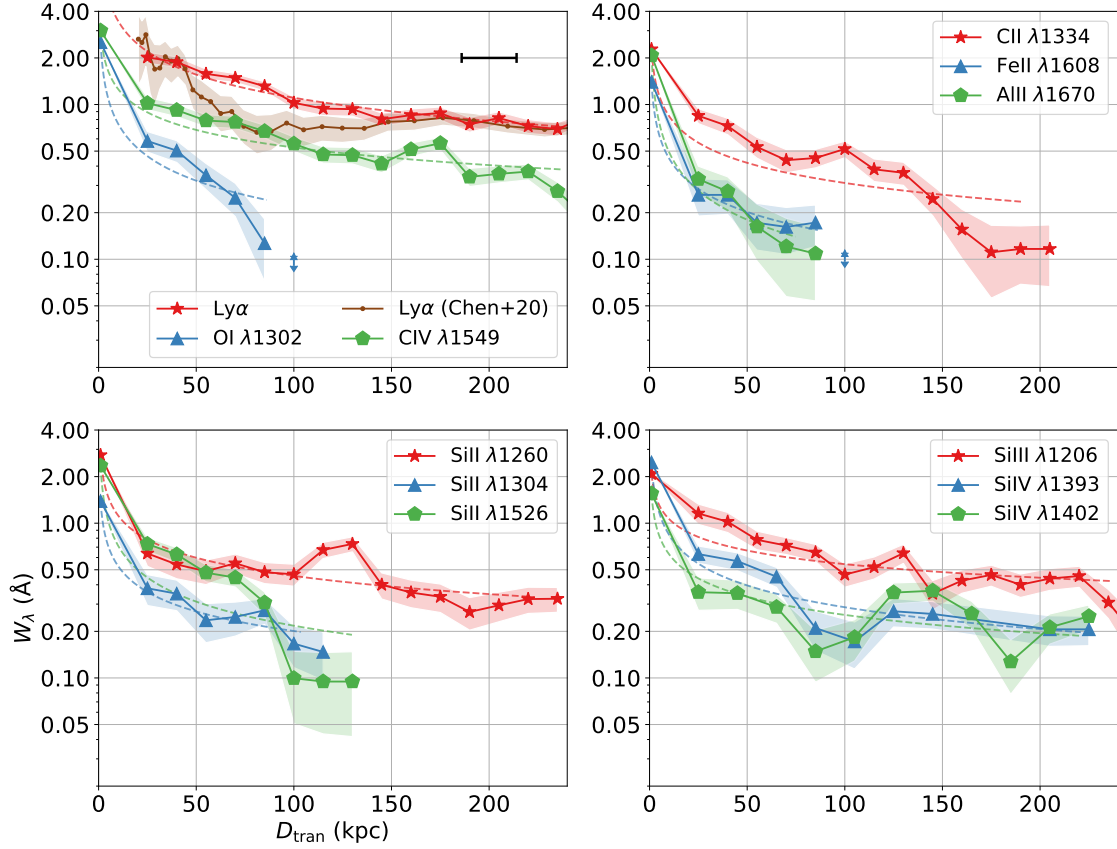 4.00
2.00
1.00
0.50
0.20
0.10
0.05
Lyα
OI λ1302
Lyα (Chen+20)
CIV λ1549
0 50 100 150 200
4.00
2.00
1.00
0.50
0.20
0.10
0.05
CII λ1334
FeII λ1608
AlII λ1670
0 50 100 150 200
4.00
2.00
1.00
0.50
0.20
0.10
0.05
SiII λ1260
SiII λ1304
SiII λ1526
0 50 100 150 200
W_λ (Å)
D_tran (kpc)
4.00
2.00
1.00
0.50
0.20
0.10
0.05
SiIII λ1206
SiIV λ1393
SiIV λ1402
0 50 100 150 200